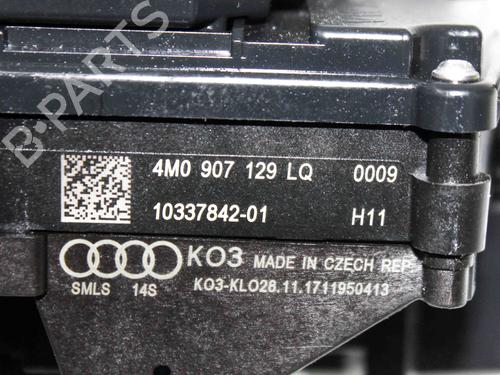 B-PARTS
4M0 907 129 LQ 0009
10337842-01 H11
KO3 MADE IN CZECH REP
SMLS 14S KO3-KLO28.11.1711950413